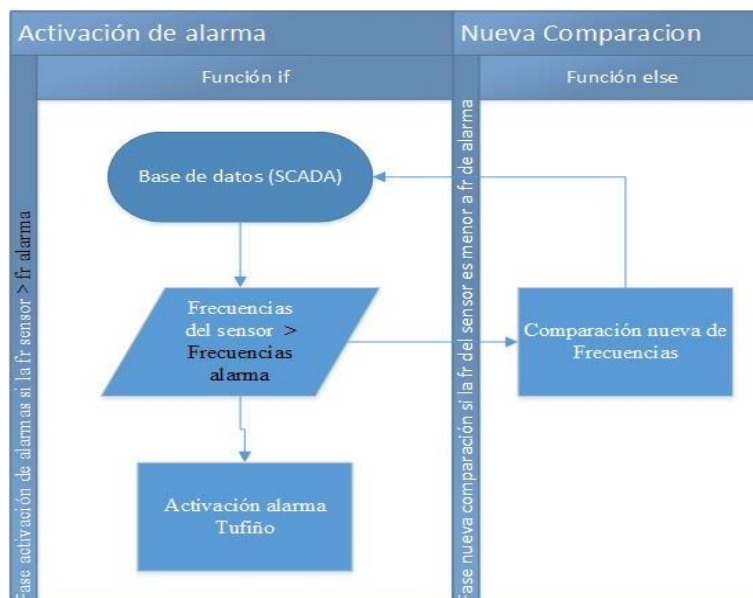 Activación de alarma
Nueva Comparacion
Función if
Función else
Fase activación de alarmas si la fr sensor > fr alarma
Base de datos (SCADA)
Frecuencias
del sensor >
Frecuencias
alarma
Activación alarma
Tufiño
Fase nueva comparación si la fr del sensor es menor a fr de alarma
Comparación nueva de
Frecuencias